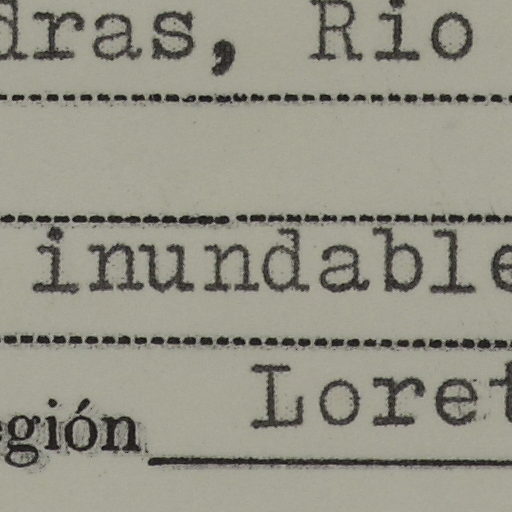 dras, Rio
inundable
egión Loret